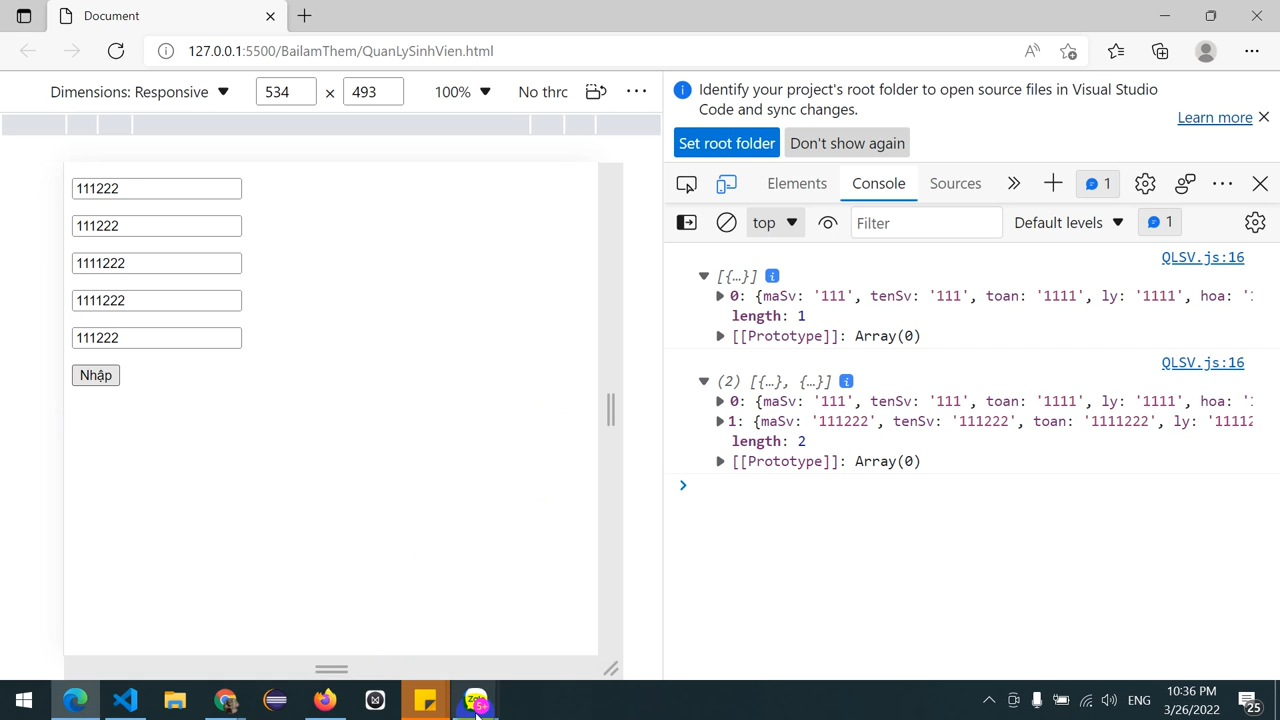 Document
127.0.0.1:5500/BailamThem/QuanLySinhVien.html
Dimensions: Responsive
534
×
493
100%
No thrc
Identify your project's root folder to open source files in Visual Studio
Code and sync changes.
Learn more
Set root folder
Don't show again
Elements
Console
Sources
1
top
Filter
Default levels
1
111222
111222
1111222
1111222
111222
Nhập
QLSV.js:16
[{…}]
0: {maSv: '111', tenSv: '111', toan: '1111', ly: '1111', hoa: '1
length: 1
[[Prototype]]: Array(0)
QLSV.js:16
(2) [{…}, {…}]
0: {maSv: '111', tenSv: '111', toan: '1111', ly: '1111', hoa: '1
1: {maSv: '111222', tenSv: '111222', toan: '1111222', ly: '11112
length: 2
[[Prototype]]: Array(0)
Zalo
5+
ENG
10:36 PM
3/26/2022
25